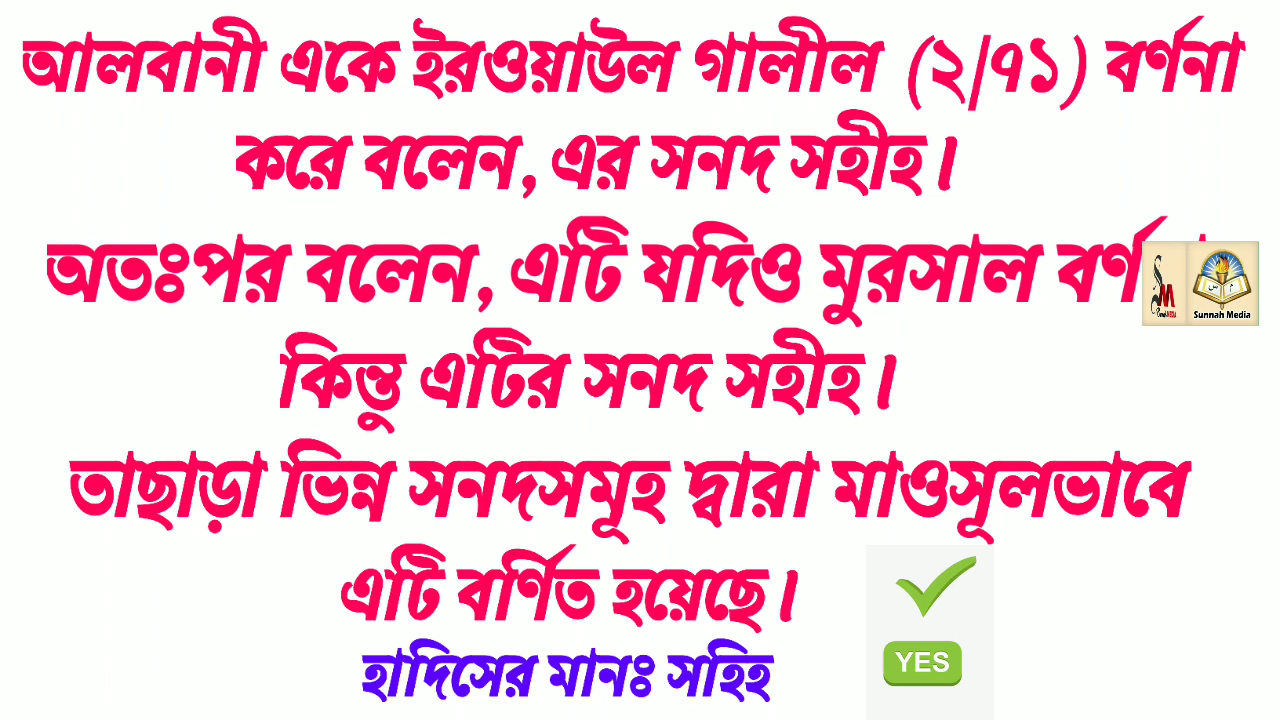 আলবানী একে ইরওয়াউল গালীল (২/৭১) বর্ণনা
করে বলেন, এর সনদ সহীহ।
অতঃপর বলেন, এটি যদিও মুরসাল
কিন্তু এটির সনদ সহীহ।
তাছাড়া ভিন্ন সনদসমূহ দ্বারা মাওসূলভাবে
এটি বর্ণিত হয়েছে।
হাদিসের মানঃ সহিহ
YES
SM
Sunnah Media